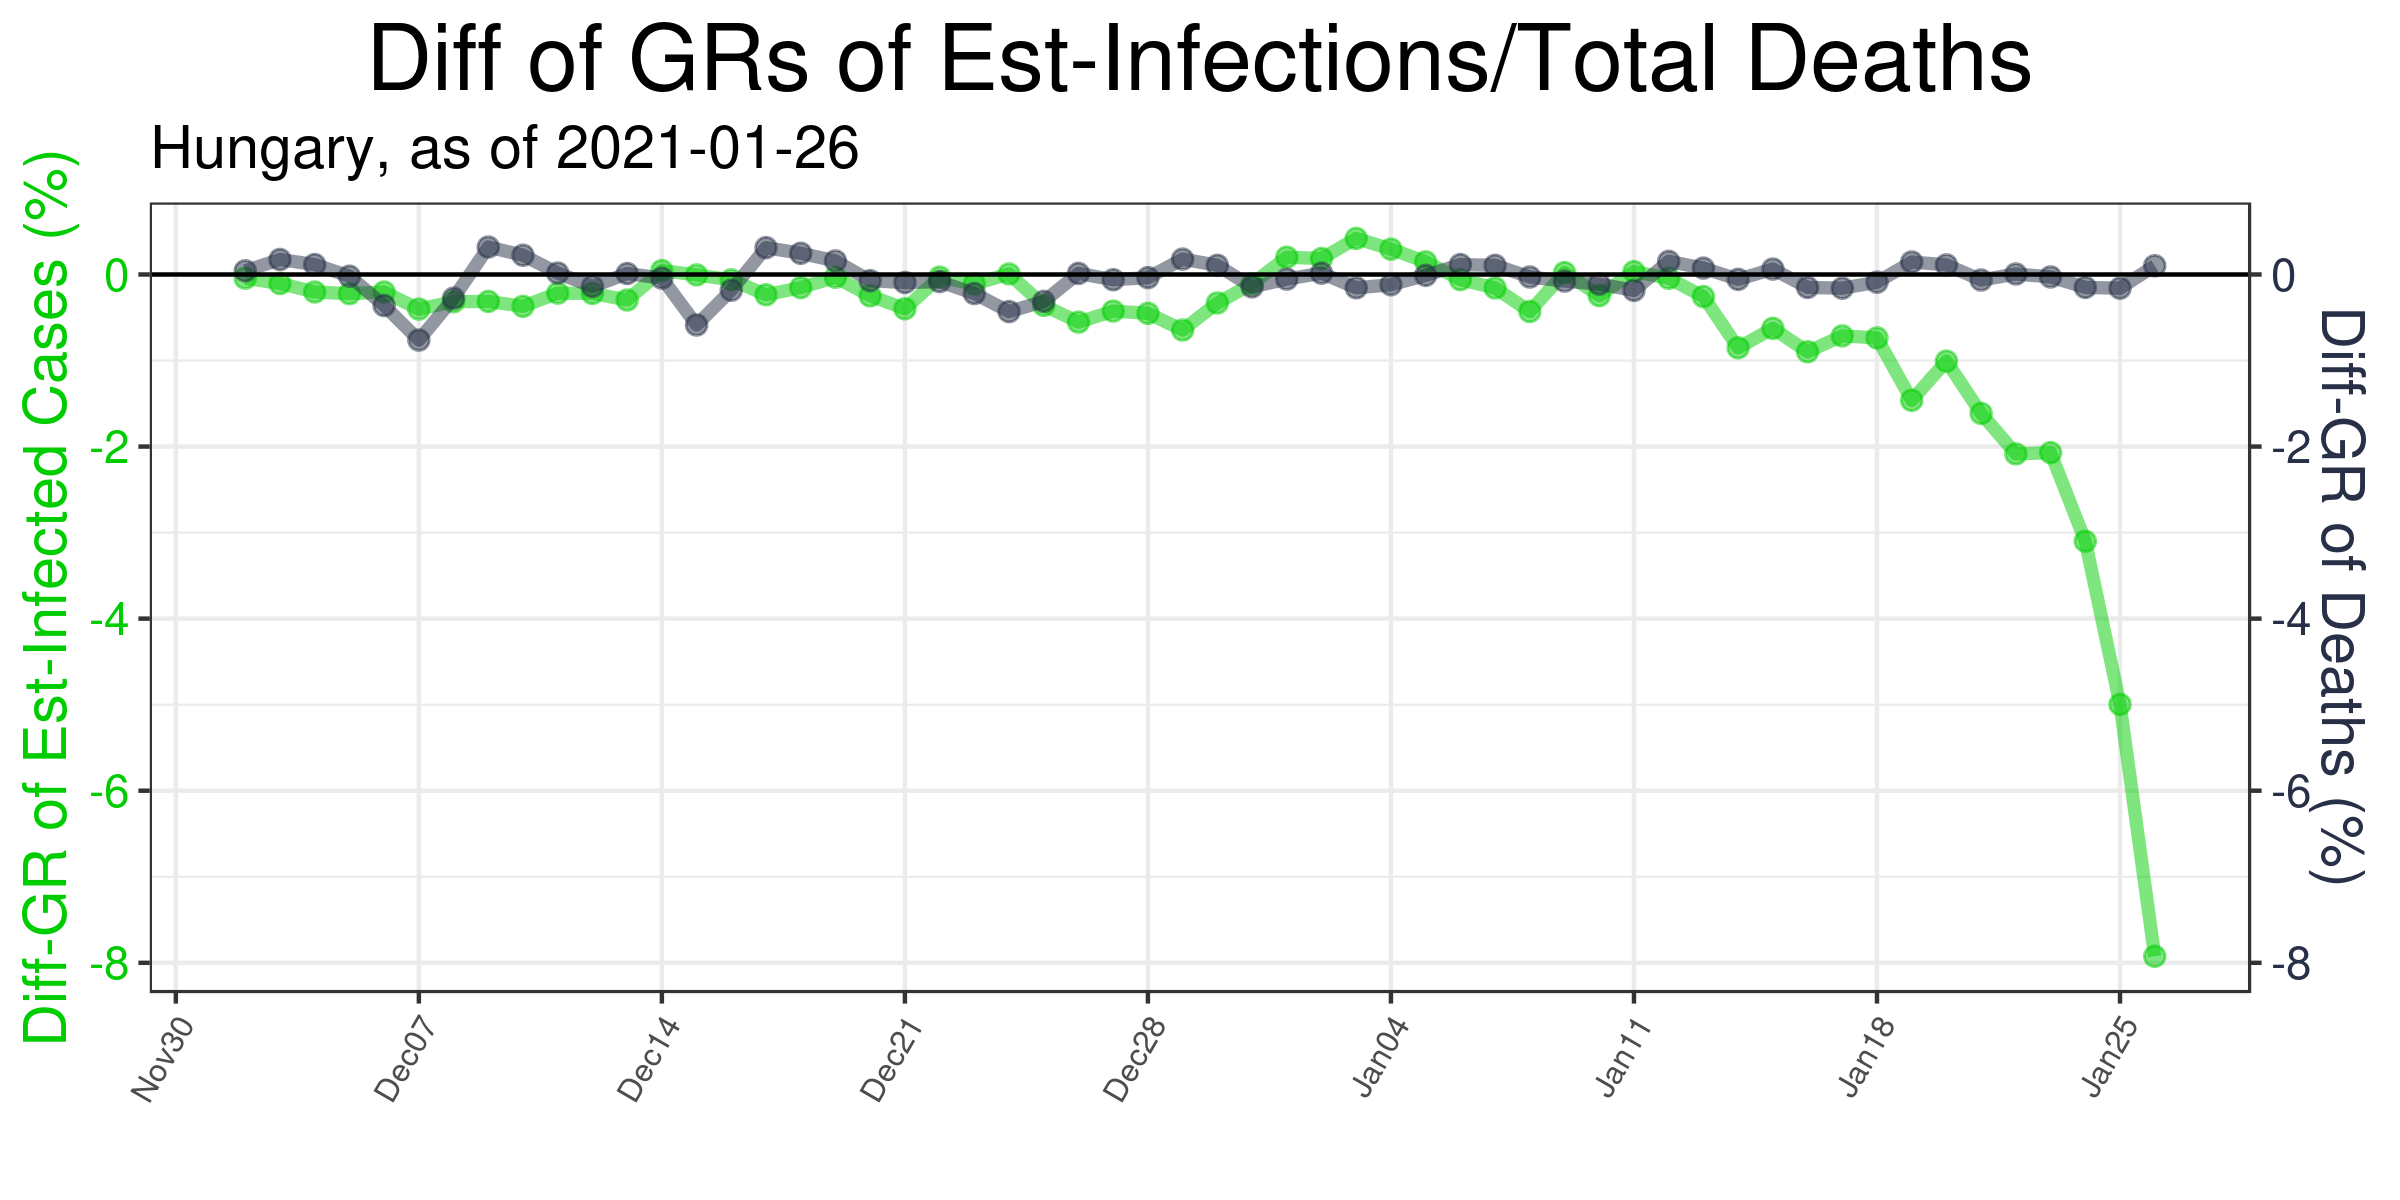 Diff of GRs of Est-Infections/Total Deaths
Hungary, as of 2021-01-26
Diff-GR of Est-Infected Cases (%)
0
-2
-4
-6
-8
0
-2
-4
-6
-8
Diff-GR of Deaths (%)
Nov30
Dec07
Dec14
Dec21
Dec28
Jan04
Jan11
Jan18
Jan25